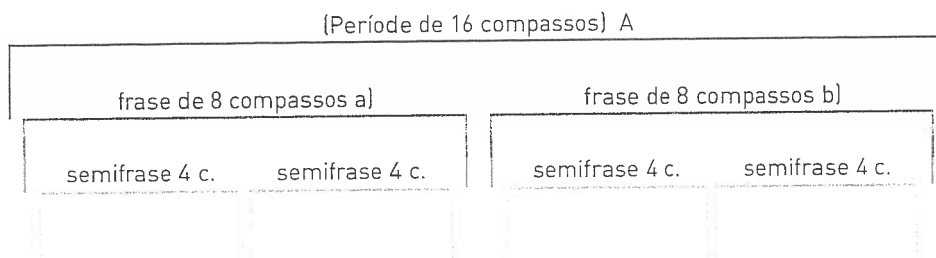 (Període de 16 compassos) A
frase de 8 compassos a) frase de 8 compassos b)
semifrase 4 c. semifrase 4 c. semifrase 4 c. semifrase 4 c.